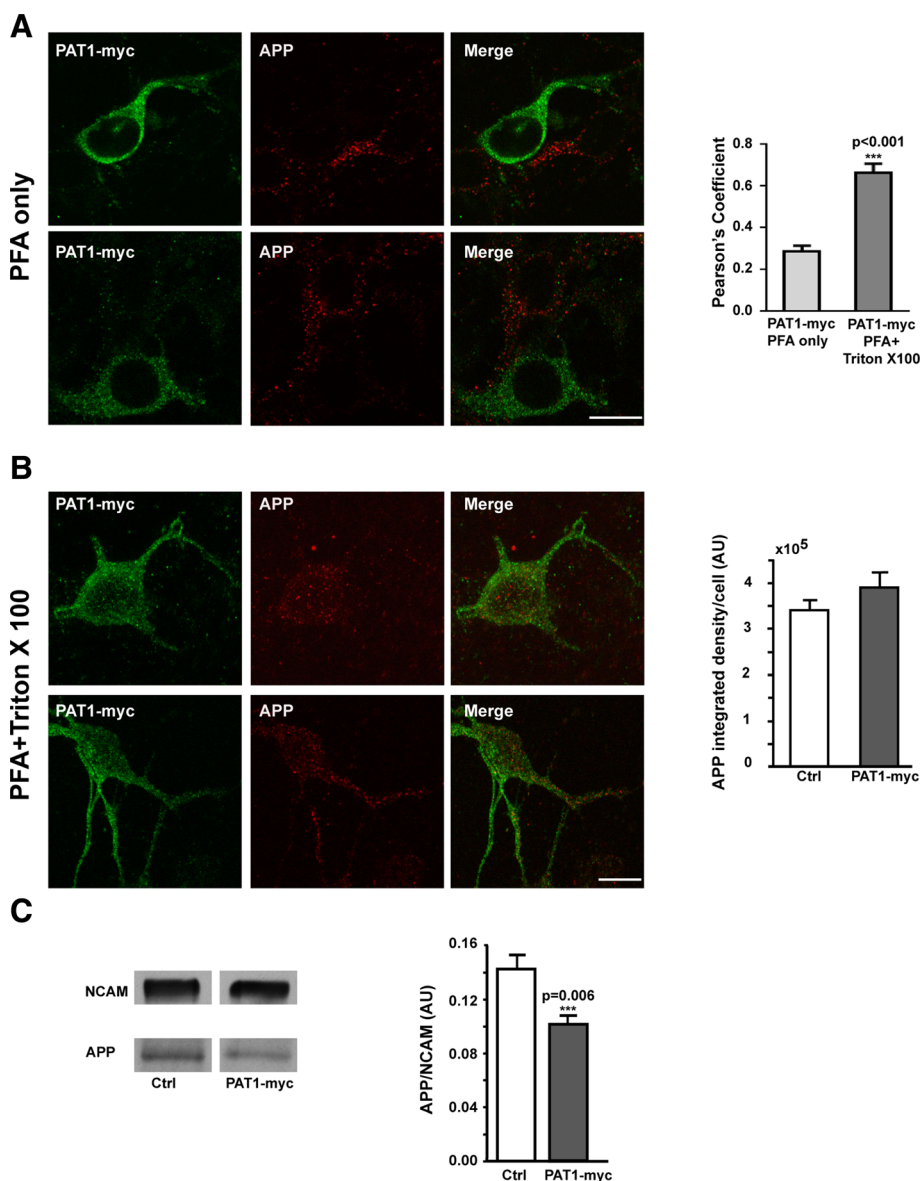 A
PFA only
PAT1-myc
APP
Merge
PAT1-myc
APP
Merge
Pearson's Coefficient
0.8
0.6
0.4
0.2
0.0
p<0.001
***
PAT1-myc
PFA only
PAT1-myc
PFA+
Triton X100
B
PFA+Triton X 100
PAT1-myc
APP
Merge
PAT1-myc
APP
Merge
APP integrated density/cell (AU)
x10⁵
4
3
2
1
0
Ctrl
PAT1-myc
C
NCAM
APP
Ctrl
PAT1-myc
APP/NCAM (AU)
0.16
0.12
0.08
0.04
0.00
p=0.006
***
Ctrl
PAT1-myc